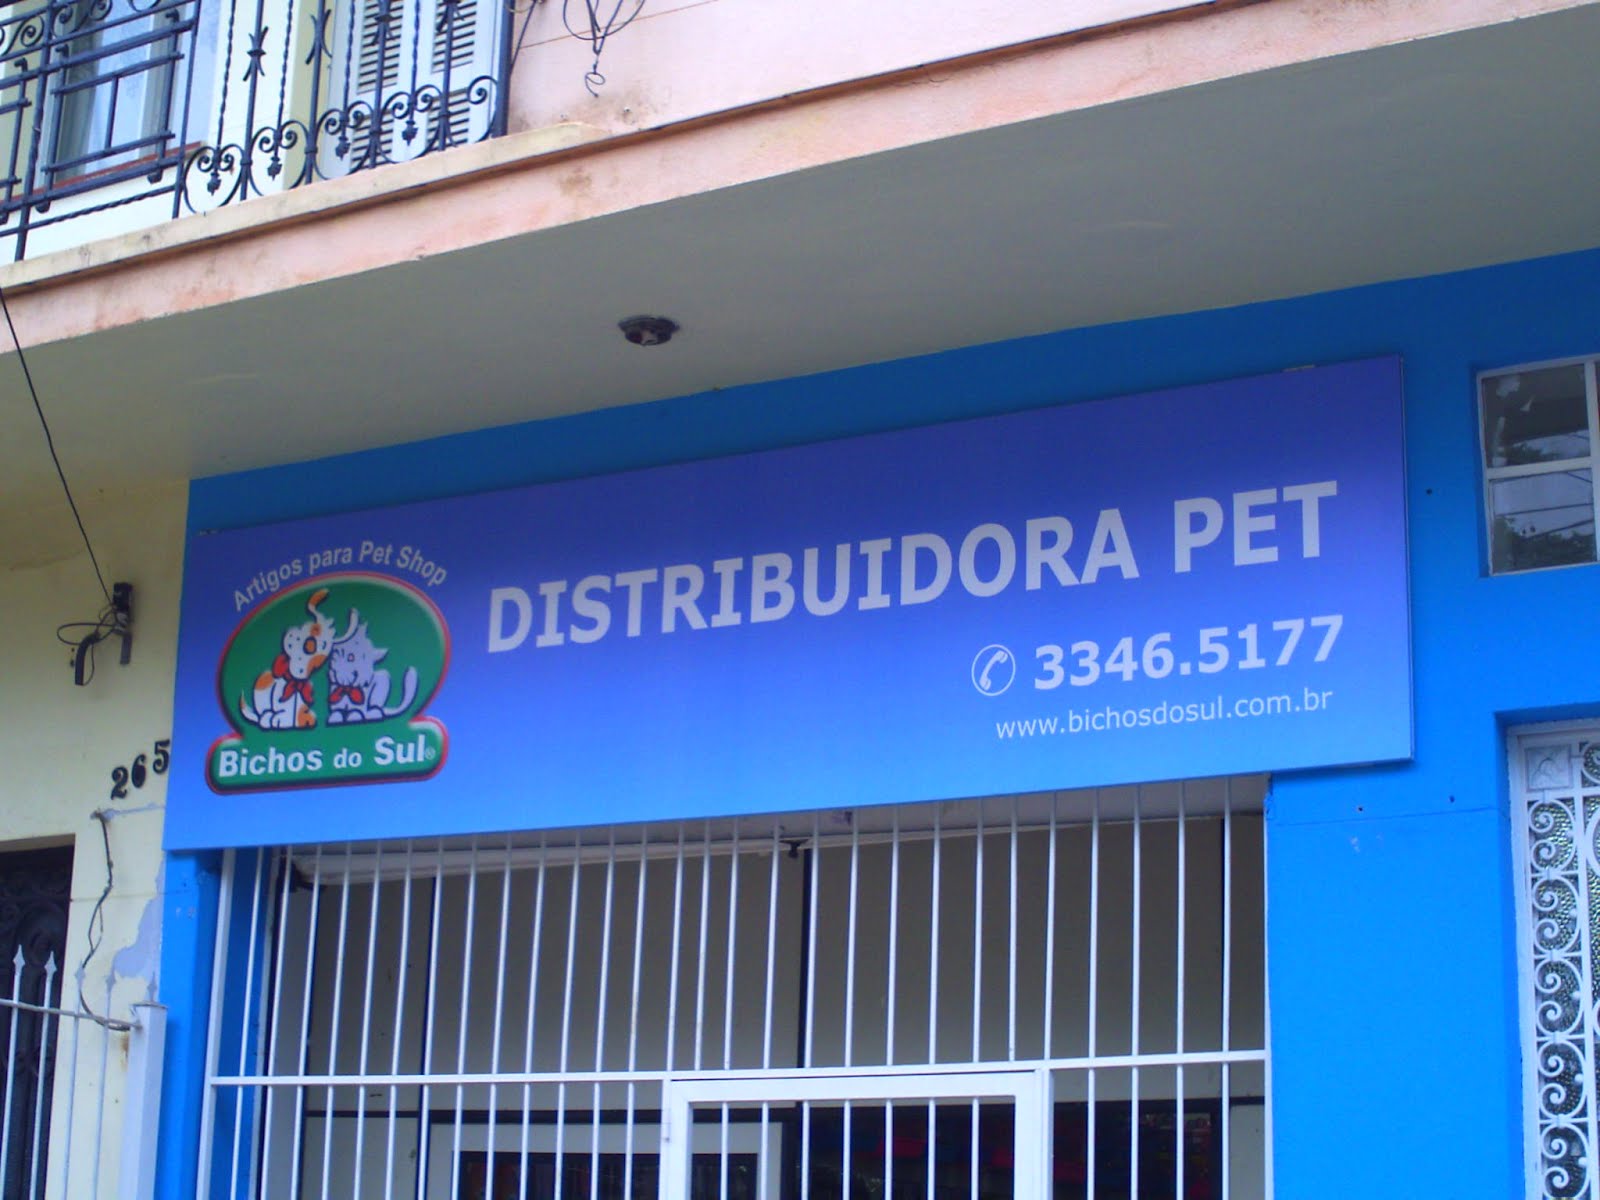 Artigos para Pet Shop
Bichos do Sul®
DISTRIBUIDORA PET
3346.5177
www.bichosdosul.com.br
265